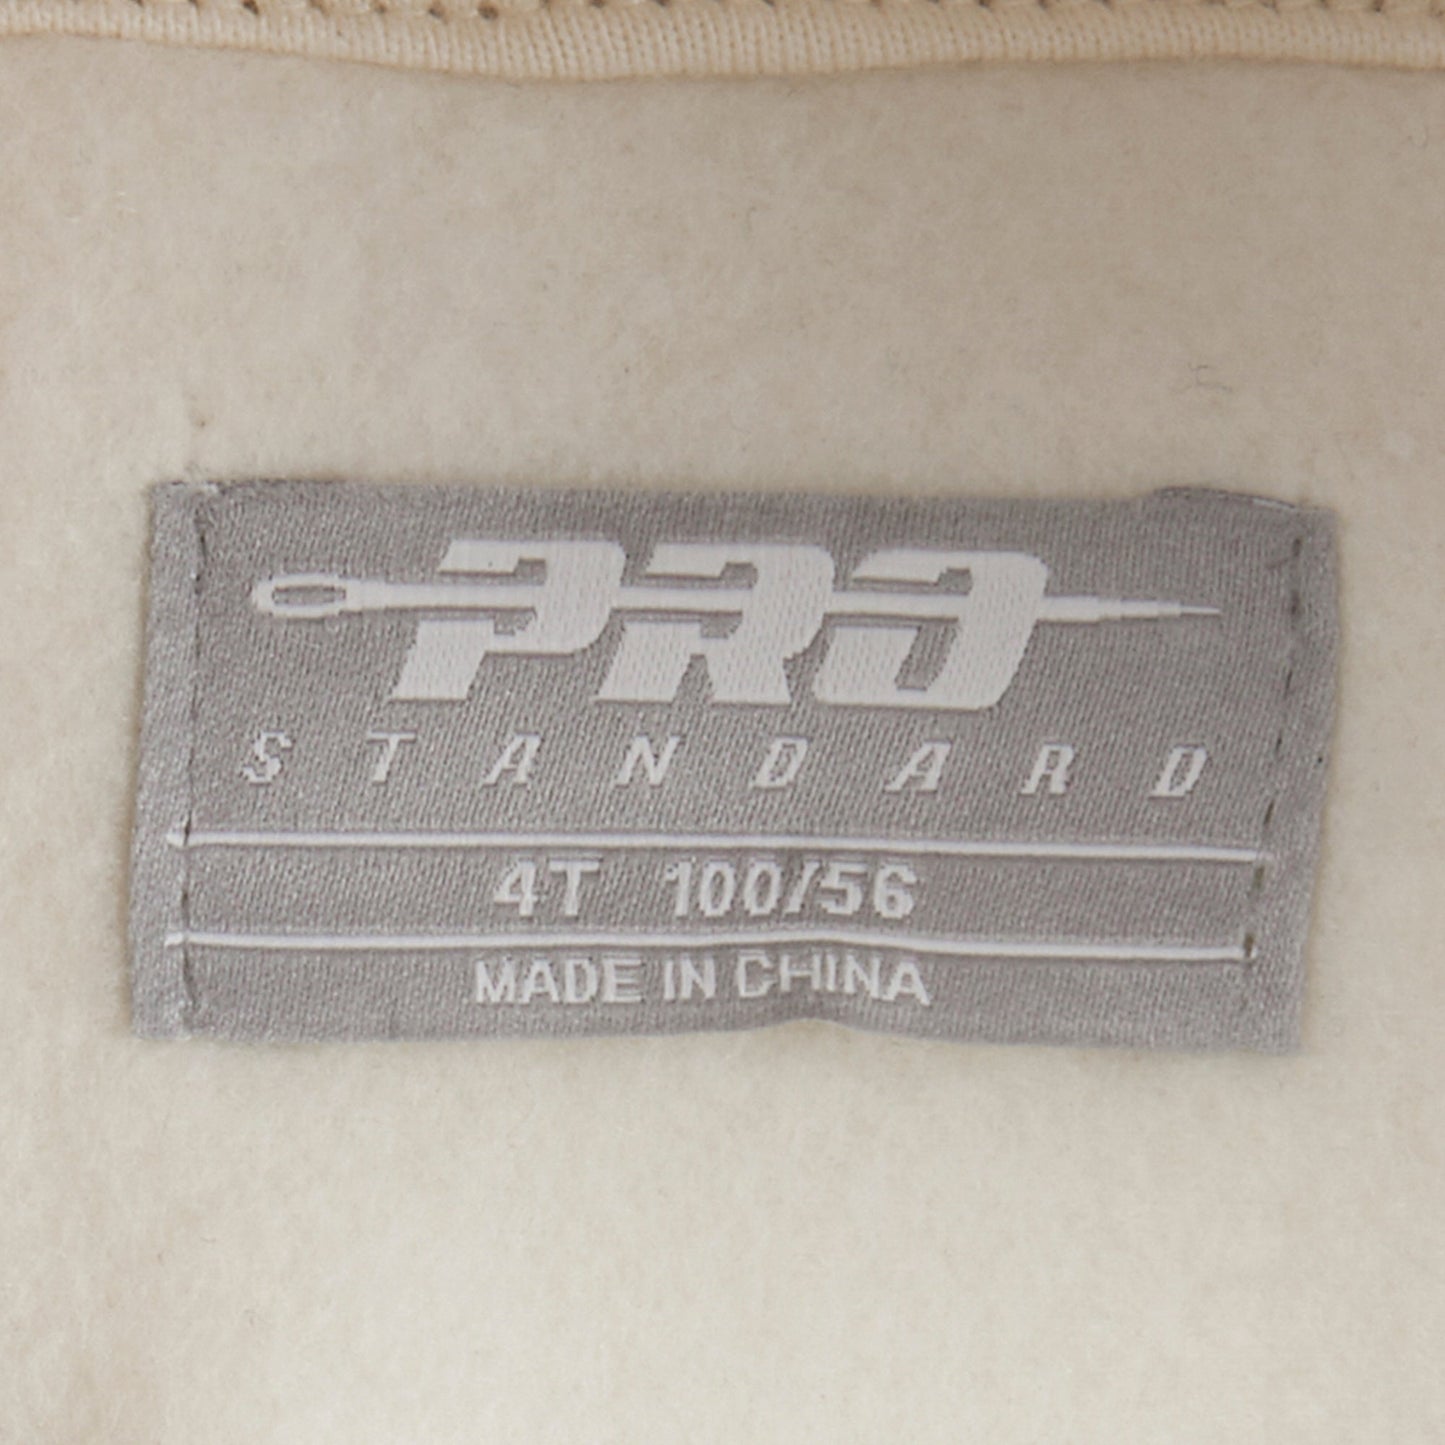 PRO
STANDARD
4T 100/56
MADE IN CHINA